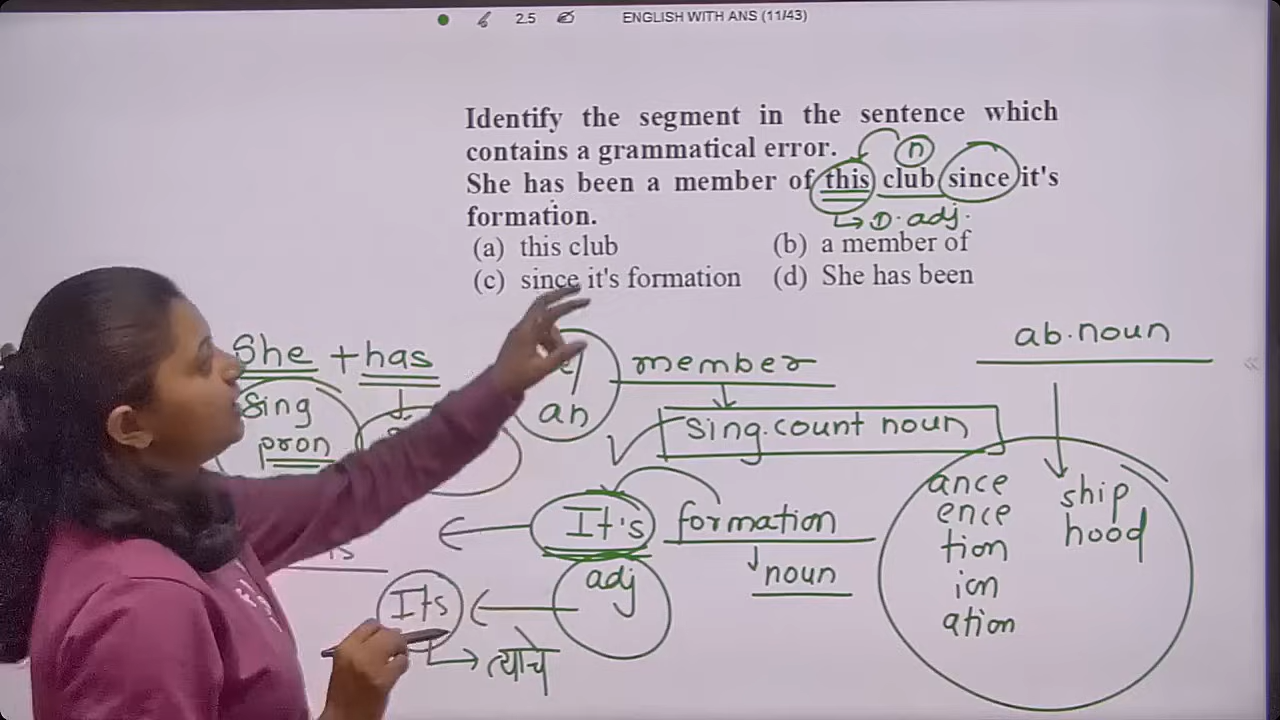 25 ENGLISH WITH ANS (11/43)
Identify the segment in the sentence which
contains a grammatical error.
n
She has been a member of this club since it's
formation.
D. adj.
(a) this club (b) a member of
(c) since it's formation (d) She has been
ab. noun
She + has
member
sing
pron
an
sing. count noun
ance
ence
tion
ion
ation
ship
hood
It's formation
adj
noun
Its
त्याचे